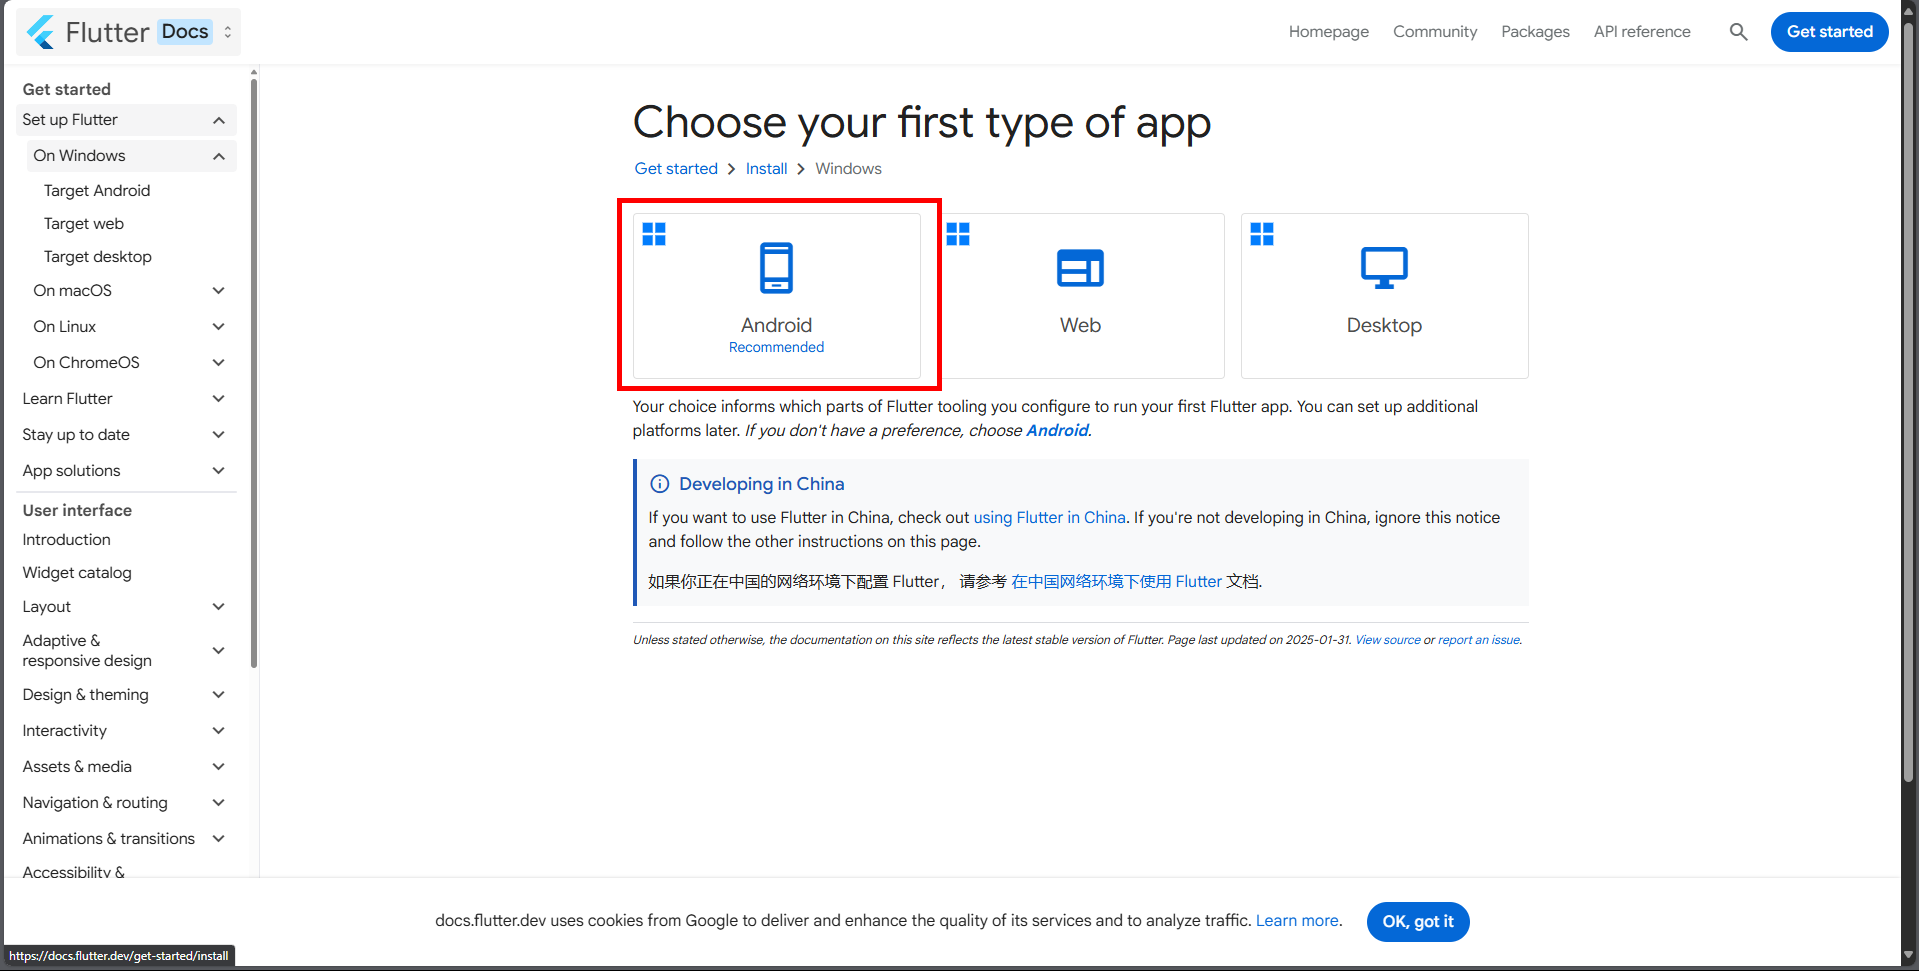 Flutter Docs
Homepage
Community
Packages
API reference
Get started
Get started
Set up Flutter
On Windows
Target Android
Target web
Target desktop
On macOS
On Linux
On ChromeOS
Learn Flutter
Stay up to date
App solutions
User interface
Introduction
Widget catalog
Layout
Adaptive &
responsive design
Design & theming
Interactivity
Assets & media
Navigation & routing
Animations & transitions
Accessibility &
Choose your first type of app
Get started > Install > Windows
Android
Recommended
Web
Desktop
Your choice informs which parts of Flutter tooling you configure to run your first Flutter app. You can set up additional
platforms later. If you don't have a preference, choose Android.
Developing in China
If you want to use Flutter in China, check out using Flutter in China. If you're not developing in China, ignore this notice
and follow the other instructions on this page.
如果你正在中国的网络环境下配置 Flutter， 请参考 在中国网络环境下使用 Flutter 文档.
Unless stated otherwise, the documentation on this site reflects the latest stable version of Flutter. Page last updated on 2025-01-31. View source or report an issue.
docs.flutter.dev uses cookies from Google to deliver and enhance the quality of its services and to analyze traffic. Learn more.
OK, got it
https://docs.flutter.dev/get-started/install